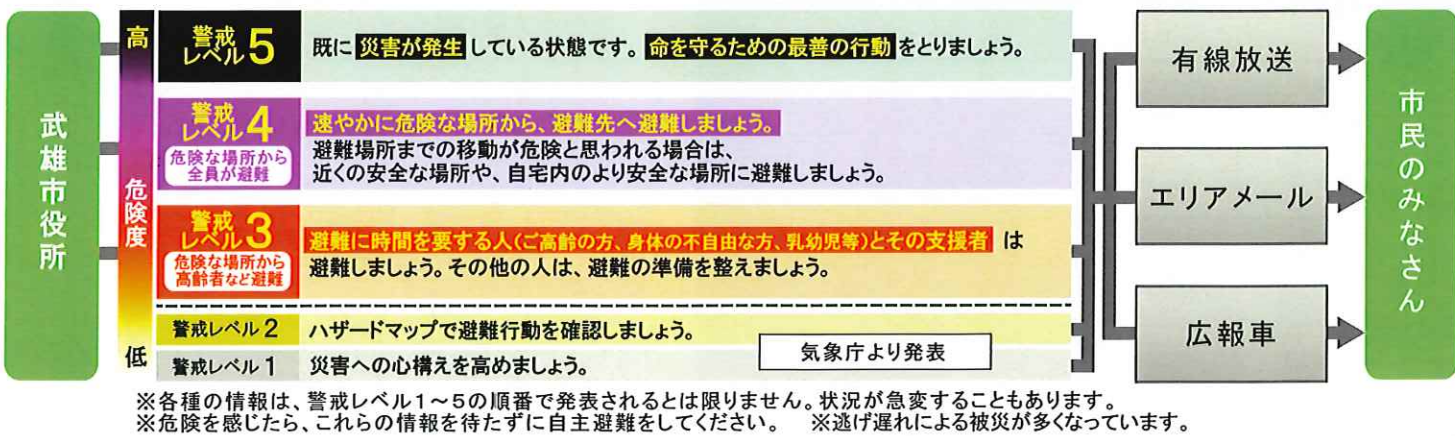 武雄市役所
高
危険度
低
警戒レベル5
既に災害が発生している状態です。命を守るための最善の行動をとりましょう。
警戒レベル4
危険な場所から
全員が避難
速やかに危険な場所から、避難先へ避難しましょう。
避難場所までの移動が危険と思われる場合は、
近くの安全な場所や、自宅内のより安全な場所に避難しましょう。
警戒レベル3
危険な場所から
高齢者など避難
避難に時間を要する人(ご高齢の方、身体の不自由な方、乳幼児等)とその支援者 は
避難しましょう。その他の人は、避難の準備を整えましょう。
警戒レベル2
ハザードマップで避難行動を確認しましょう。
警戒レベル1
災害への心構えを高めましょう。
気象庁より発表
有線放送
エリアメール
広報車
市民のみなさん
※各種の情報は、警戒レベル1～5の順番で発表されるとは限りません。状況が急変することもあります。
※危険を感じたら、これらの情報を待たずに自主避難をしてください。 ※逃げ遅れによる被災が多くなっています。